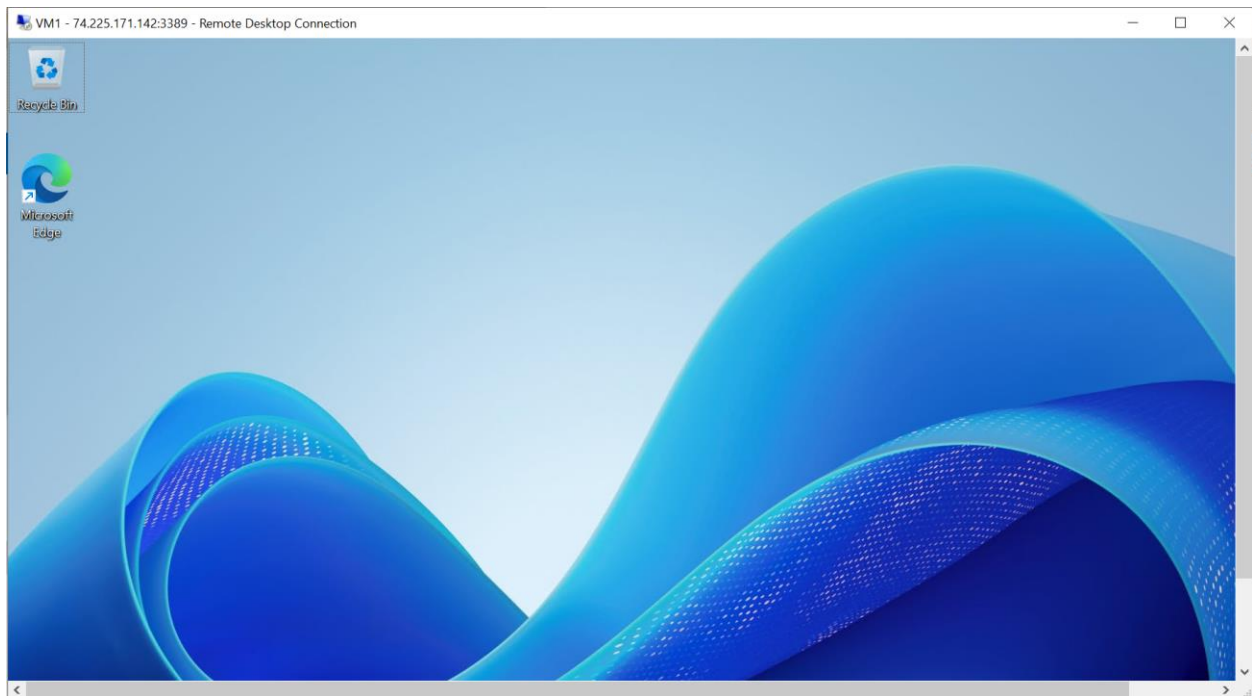 VM1 - 74.225.171.142:3389 - Remote Desktop Connection
Recycle Bin
Microsoft
Edge